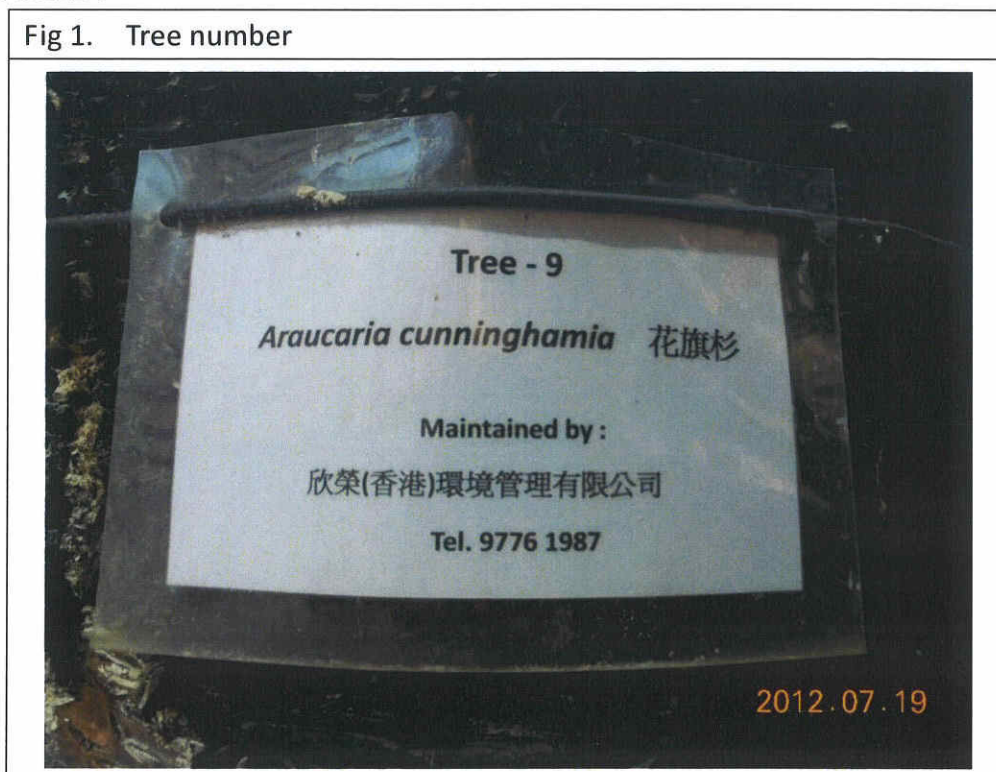 Fig 1. Tree number
Tree - 9
Araucaria cunninghamia 花旗杉
Maintained by :
欣榮(香港)環境管理有限公司
Tel. 9776 1987
2012.07.19